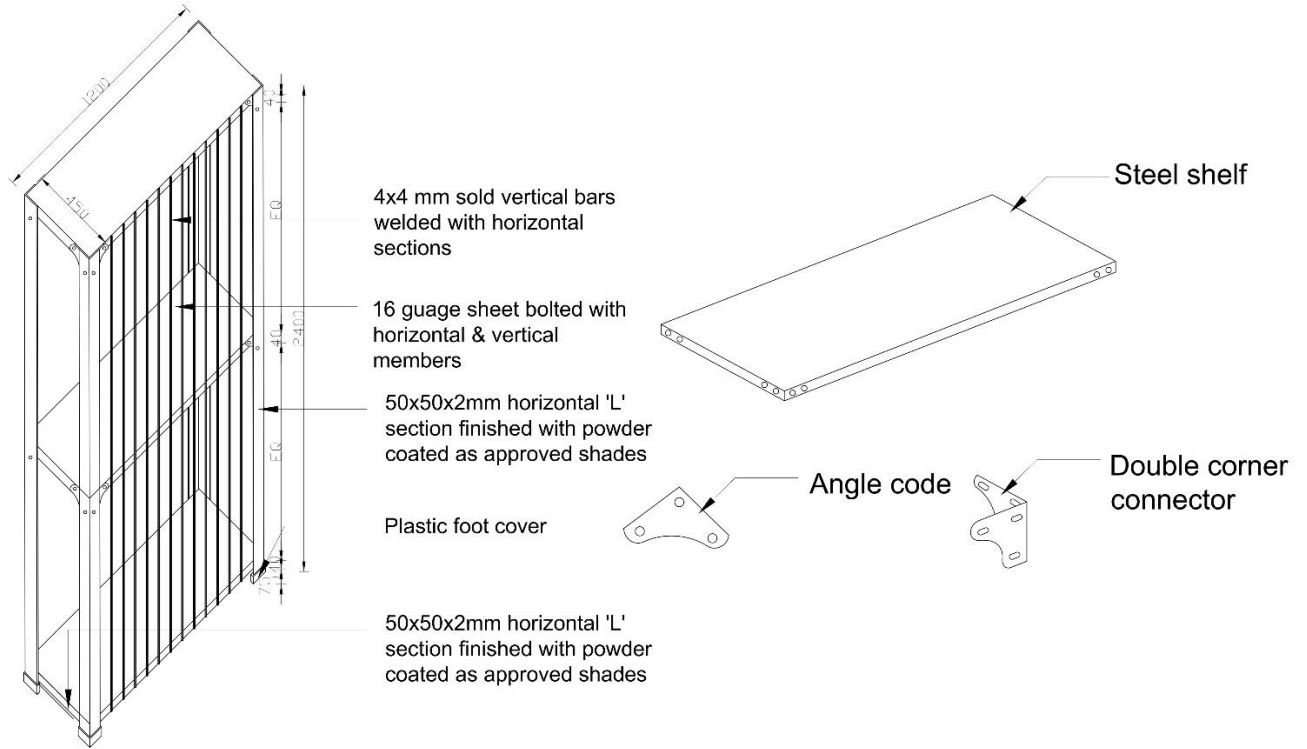 1200
450
40
EQ
40
2400
EQ
40
4x4 mm sold vertical bars
welded with horizontal
sections
16 guage sheet bolted with
horizontal & vertical
members
50x50x2mm horizontal 'L'
section finished with powder
coated as approved shades
Plastic foot cover
50x50x2mm horizontal 'L'
section finished with powder
coated as approved shades
Steel shelf
Angle code
Double corner
connector